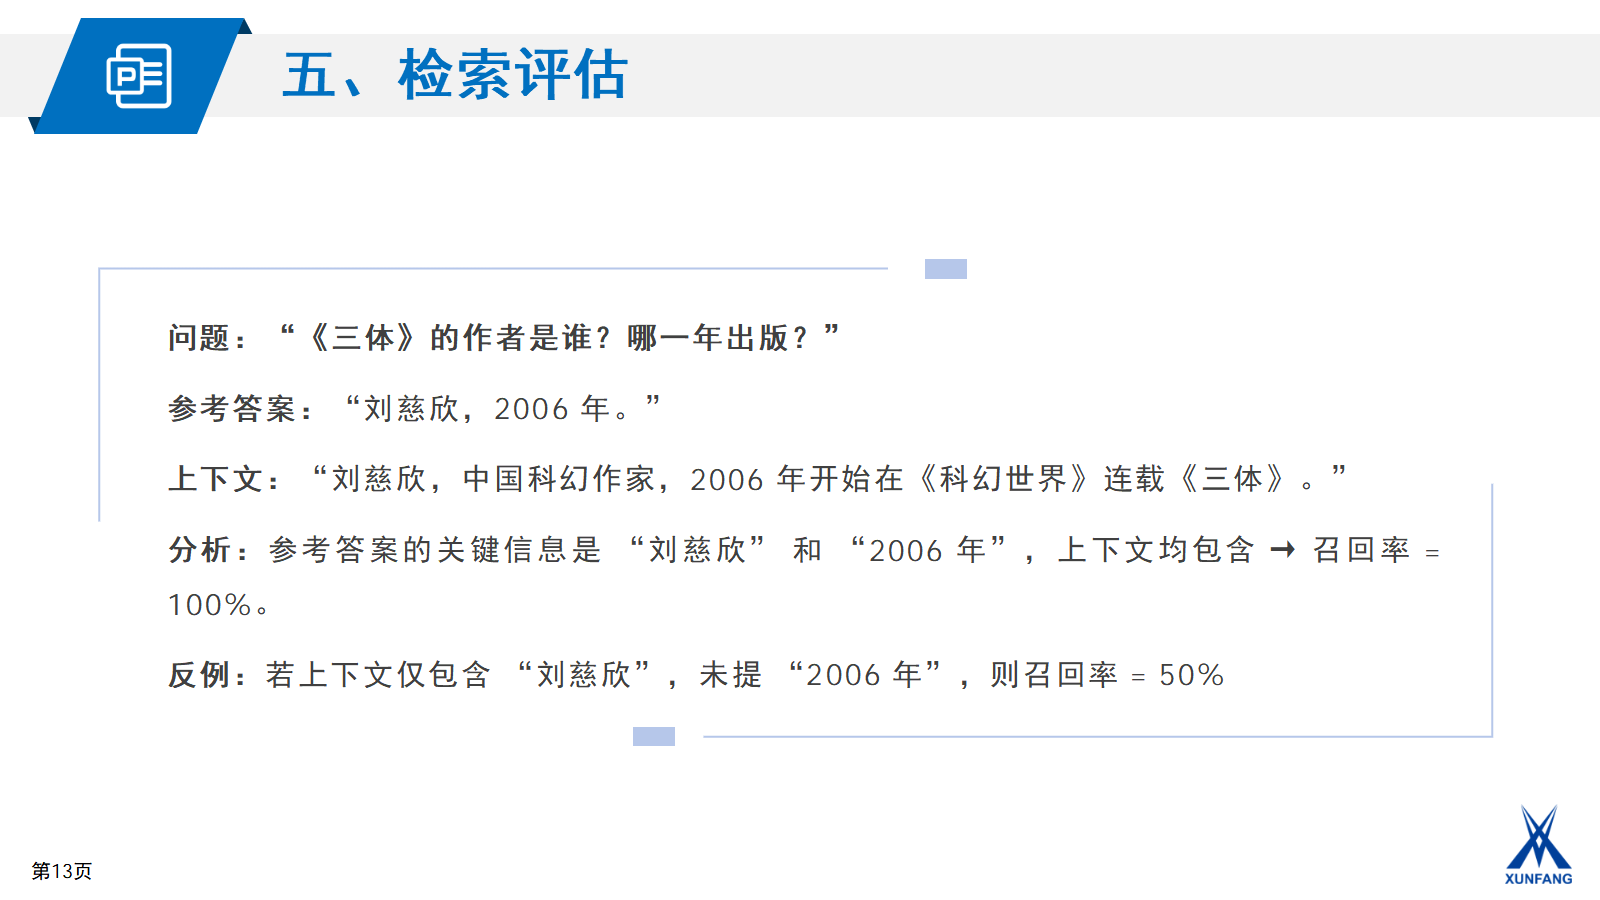 五、检索评估
问题：“《三体》的作者是谁？哪一年出版？”
参考答案：“刘慈欣，2006 年。”
上下文：“刘慈欣，中国科幻作家，2006 年开始在《科幻世界》连载《三体》。”
分析：参考答案的关键信息是 “刘慈欣” 和 “2006 年”，上下文均包含 → 召回率 =
100%。
反例：若上下文仅包含 “刘慈欣”，未提 “2006 年”，则召回率 = 50%
第13页
XUNFANG